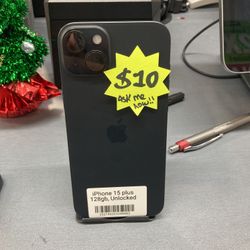 $10
ASK ME
HOW!!
iPhone 15 plus
128gb, Unlocked